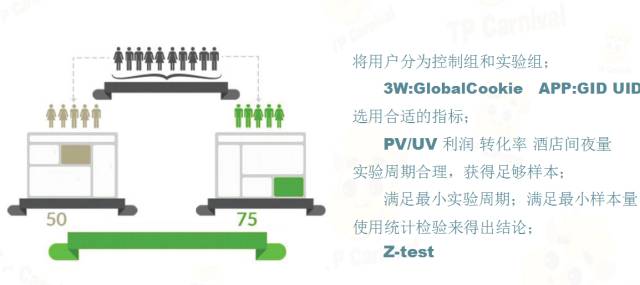 TP Carnival
将用户分为控制组和实验组；
3W:GlobalCookie APP:GID UID
选用合适的指标；
PV/UV 利润 转化率 酒店间夜量
实验周期合理，获得足够样本；
满足最小实验周期；满足最小样本量
使用统计检验来得出结论；
Z-test
50
75